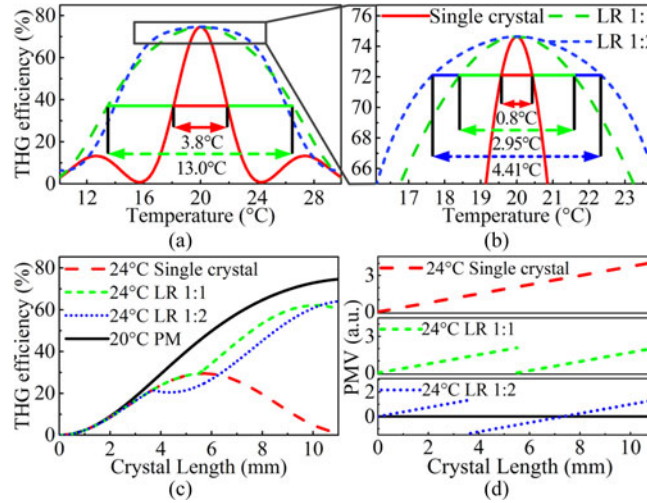 THG efficiency (%)
80
60
40
20
0
3.8°C
13.0°C
12
16
20
24
28
Temperature (°C)
(a)
THG efficiency (%)
76
74
72
70
68
66
Single crystal
LR 1:
LR 1:2
0.8°C
2.95°C
4.41°C
17
18
19
20
21
22
23
Temperature (°C)
(b)
THG efficiency (%)
80
60
40
20
0
24°C Single crystal
24°C LR 1:1
24°C LR 1:2
20°C PM
0
2
4
6
8
10
Crystal Length (mm)
(c)
PMV (a.u.)
3
0
24°C Single crystal
3
0
24°C LR 1:1
3
0
24°C LR 1:2
0
2
4
6
8
10
Crystal Length (mm)
(d)